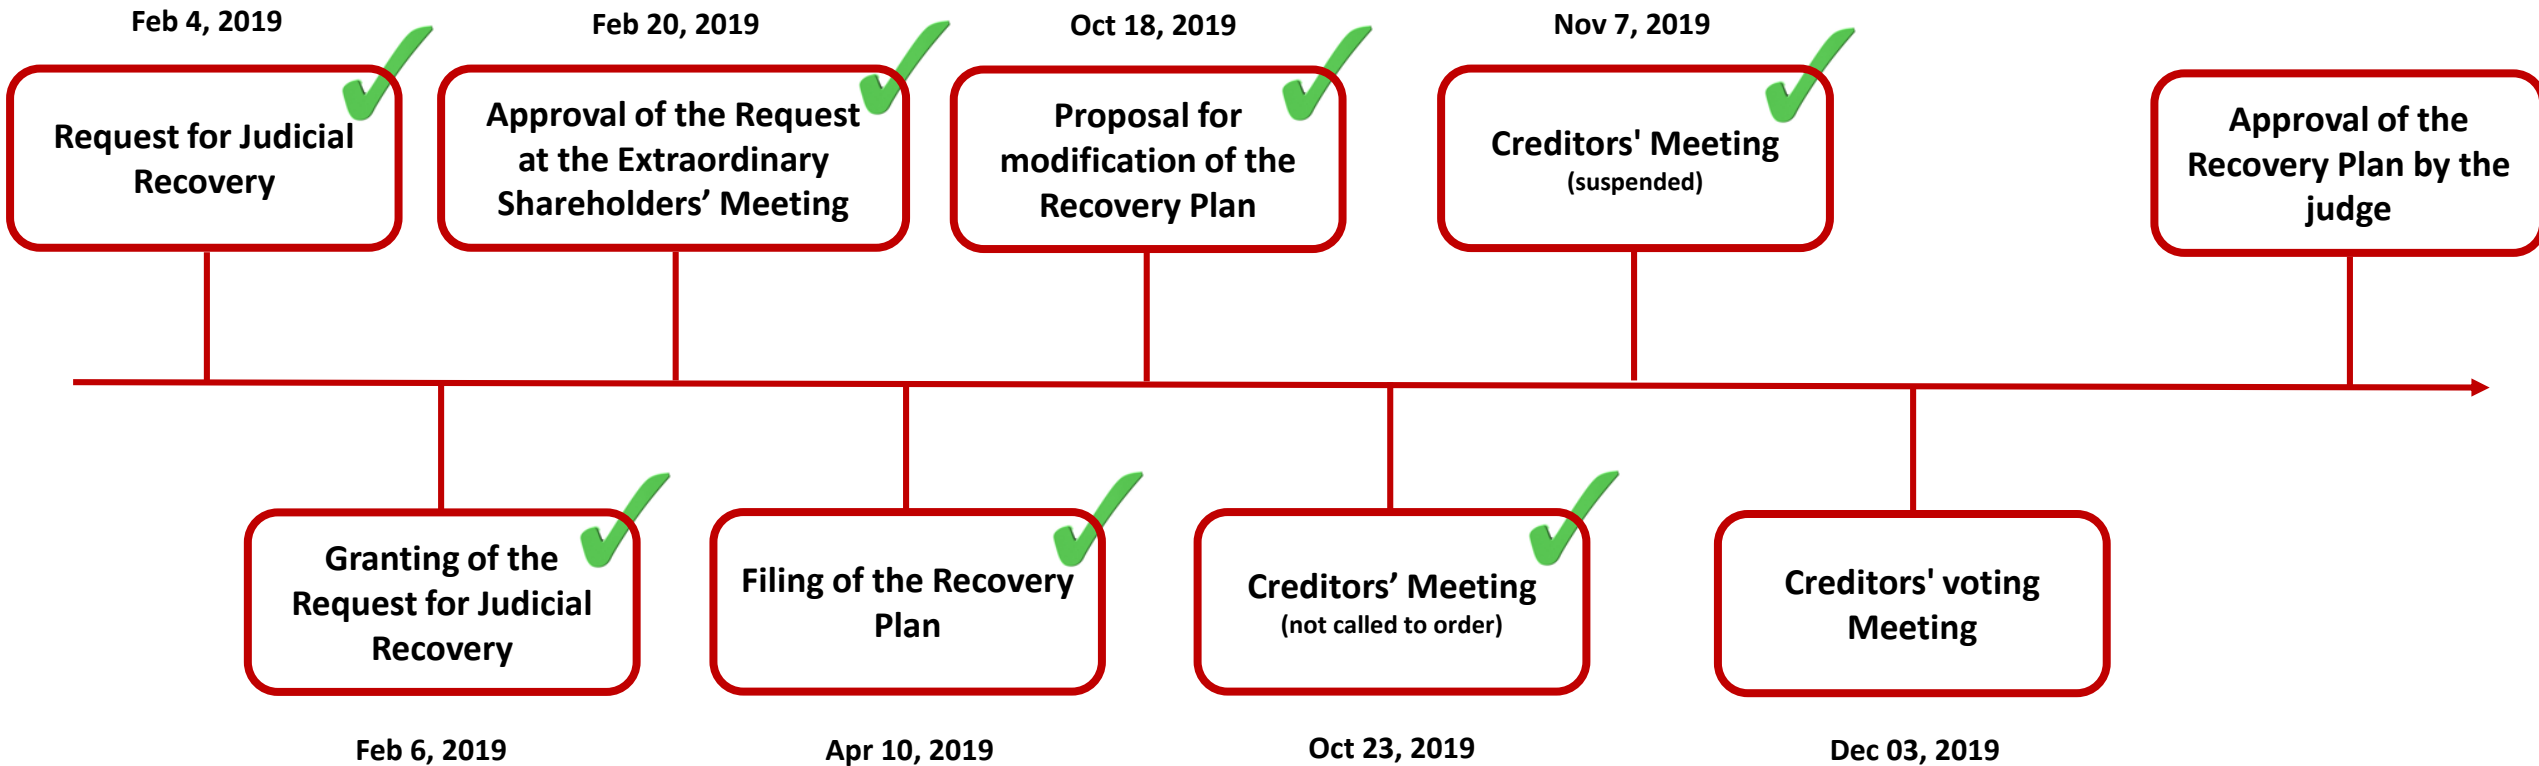 Feb 4, 2019
Feb 20, 2019
Oct 18, 2019
Nov 7, 2019
Request for Judicial
Recovery
Approval of the Request
at the Extraordinary
Shareholders’ Meeting
Proposal for
modification of the
Recovery Plan
Creditors' Meeting
(suspended)
Approval of the
Recovery Plan by the
judge
Granting of the
Request for Judicial
Recovery
Filing of the Recovery
Plan
Creditors’ Meeting
(not called to order)
Creditors' voting
Meeting
Feb 6, 2019
Apr 10, 2019
Oct 23, 2019
Dec 03, 2019